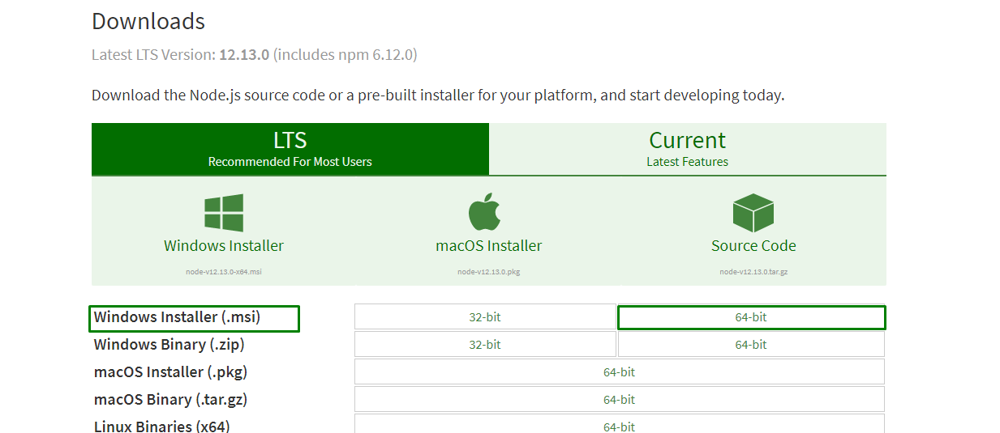 Downloads
Latest LTS Version: 12.13.0 (includes npm 6.12.0)
Download the Node.js source code or a pre-built installer for your platform, and start developing today.
LTS
Recommended For Most Users
Current
Latest Features
Windows Installer
node-v12.13.0-x64.msi
macOS Installer
node-v12.13.0.pkg
Source Code
node-v12.13.0.tar.gz
Windows Installer (.msi) 32-bit 64-bit
Windows Binary (.zip) 32-bit 64-bit
macOS Installer (.pkg) 64-bit
macOS Binary (.tar.gz) 64-bit
Linux Binaries (x64) 64-bit